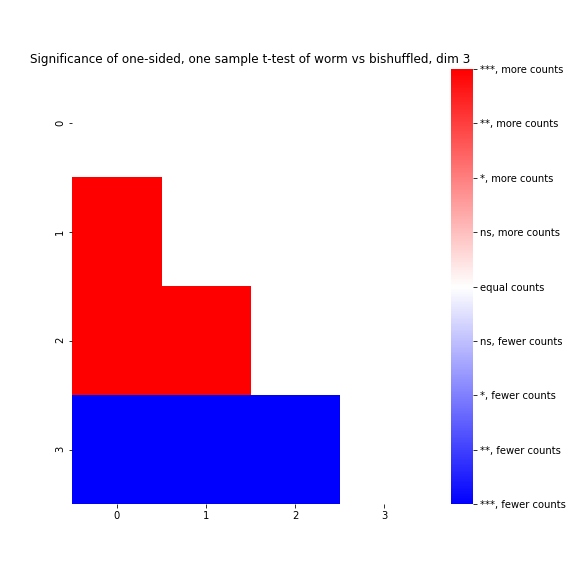 Significance of one-sided, one sample t-test of worm vs bishuffled, dim 3
0
1
2
3
0 1 2 3
***, more counts
**, more counts
*, more counts
ns, more counts
equal counts
ns, fewer counts
*, fewer counts
**, fewer counts
***, fewer counts